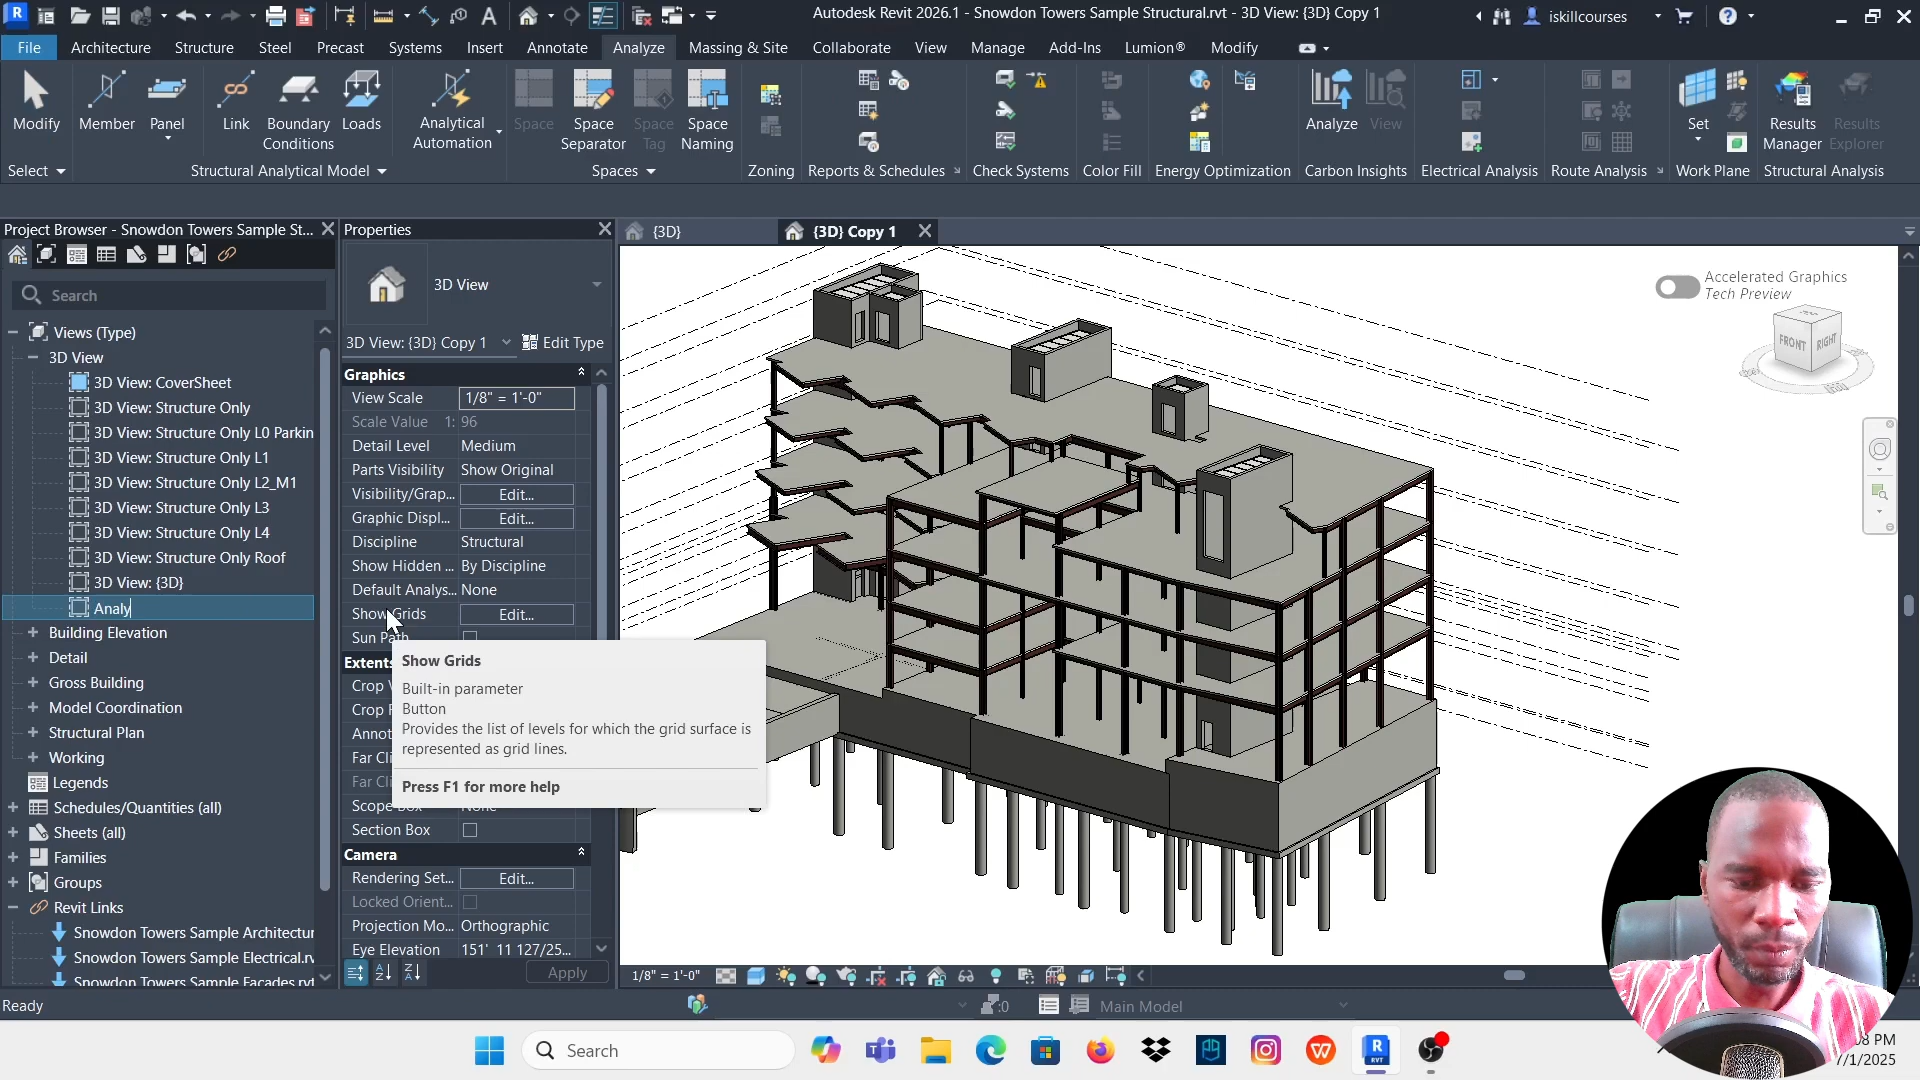 Autodesk Revit 2026.1 - Snowdon Towers Sample Structural.rvt - 3D View: {3D} Copy 1
iskillcourses
File Architecture Structure Steel Precast Systems Insert Annotate Analyze Massing & Site Collaborate View Manage Add-Ins Lumion® Modify
Modify
Member
Panel
Link
Boundary
Conditions
Loads
Analytical
Automation
Space
Space
Separator
Space
Tag
Space
Naming
Analyze
View
Set
Results
Manager
Results
Explorer
Select
Structural Analytical Model
Spaces
Zoning
Reports & Schedules
Check Systems
Color Fill
Energy Optimization
Carbon Insights
Electrical Analysis
Route Analysis
Work Plane
Structural Analysis
Project Browser - Snowdon Towers Sample St...
Search
Views (Type)
3D View
3D View: CoverSheet
3D View: Structure Only
3D View: Structure Only L0 Parkin
3D View: Structure Only L1
3D View: Structure Only L2_M1
3D View: Structure Only L3
3D View: Structure Only L4
3D View: Structure Only Roof
3D View: {3D}
Analy
Building Elevation
Detail
Gross Building
Model Coordination
Structural Plan
Working
Legends
Schedules/Quantities (all)
Sheets (all)
Families
Groups
Revit Links
Snowdon Towers Sample Architectur
Snowdon Towers Sample Electrical.rv
Snowdon Towers Sample Facades.rvt
Properties
3D View
3D View: {3D} Copy 1
Edit Type
Graphics
View Scale 1/8" = 1'-0"
Scale Value 1: 96
Detail Level Medium
Parts Visibility Show Original
Visibility/Grap... Edit...
Graphic Displ... Edit...
Discipline Structural
Show Hidden ... By Discipline
Default Analys... None
Show Grids Edit...
Sun Path
Extents
Crop
Crop
Annot
Far Cli
Far Cli
Scope Box None
Section Box
Camera
Rendering Set... Edit...
Locked Orient...
Projection Mo... Orthographic
Eye Elevation 151' 11 127/25...
Apply
Show Grids
Built-in parameter
Button
Provides the list of levels for which the grid surface is
represented as grid lines.
Press F1 for more help
{3D}
{3D} Copy 1
Accelerated Graphics
Tech Preview
FRONT
RIGHT
1/8" = 1'-0"
Ready
:0
Main Model
Search
7/1/2025